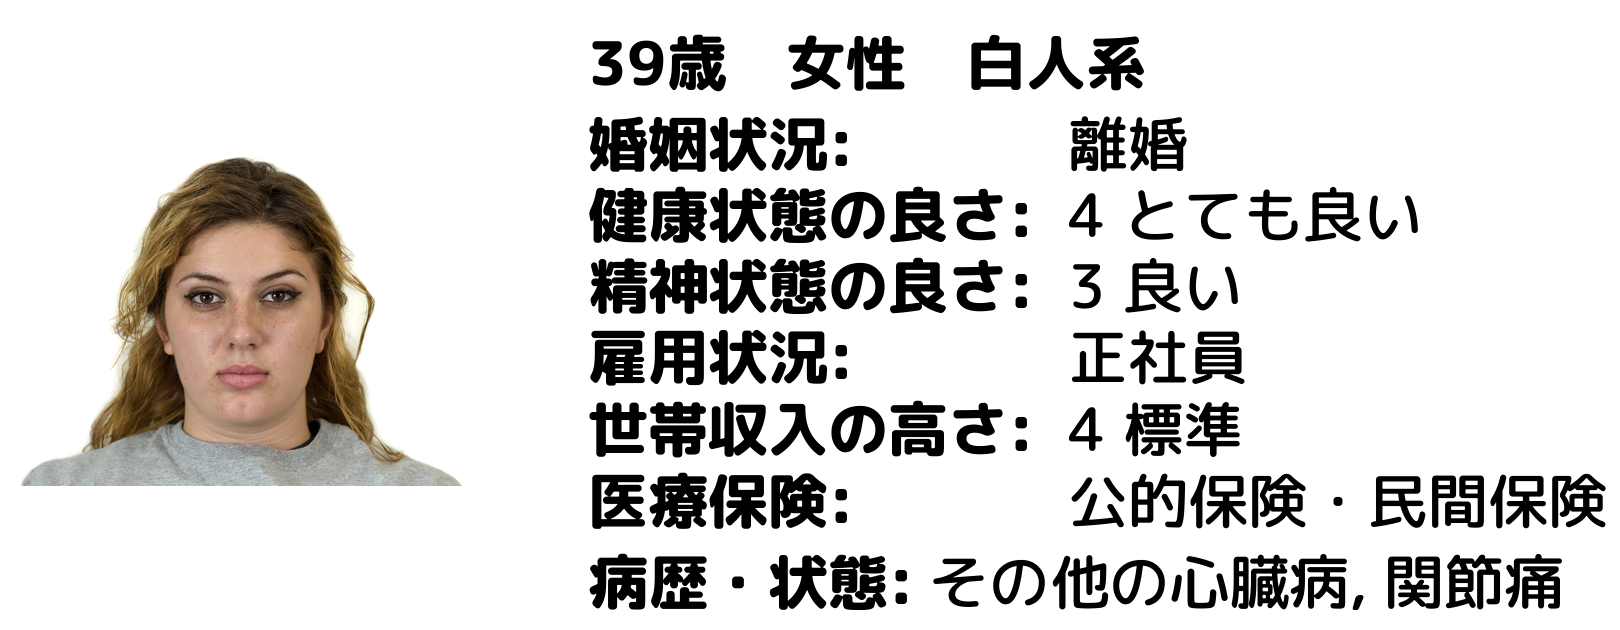 39歳　女性　白人系
婚姻状況: 離婚
健康状態の良さ: 4 とても良い
精神状態の良さ: 3 良い
雇用状況: 正社員
世帯収入の高さ: 4 標準
医療保険: 公的保険・民間保険
病歴・状態: その他の心臓病, 関節痛